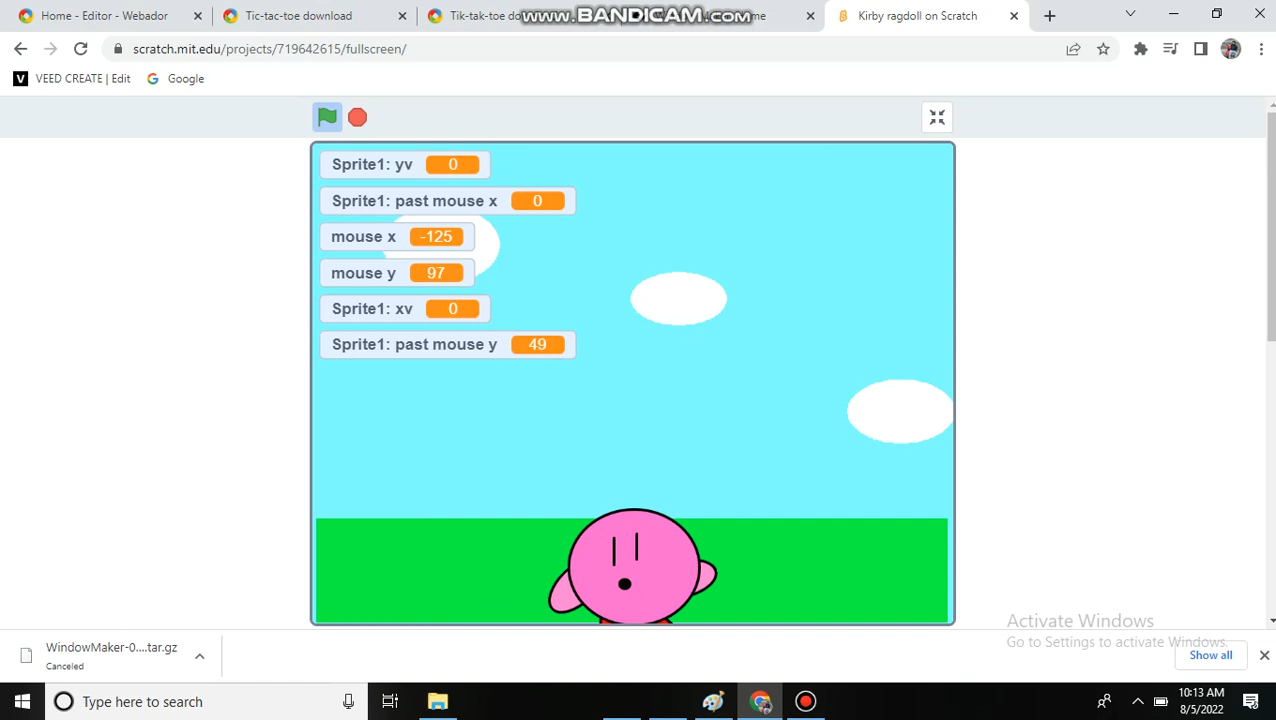 Home - Editor - Webador
Tic-tac-toe download
Tik-tak-toe do
www.BANDICAM.com
me
Kirby ragdoll on Scratch
scratch.mit.edu/projects/719642615/fullscreen/
V VEED CREATE | Edit
Google
Sprite1: yv 0
Sprite1: past mouse x 0
mouse x -125
mouse y 97
Sprite1: xv 0
Sprite1: past mouse y 49
Activate Windows
Go to Settings to activate Windows.
WindowMaker-0....tar.gz
Canceled
Show all
Type here to search
10:13 AM
8/5/2022